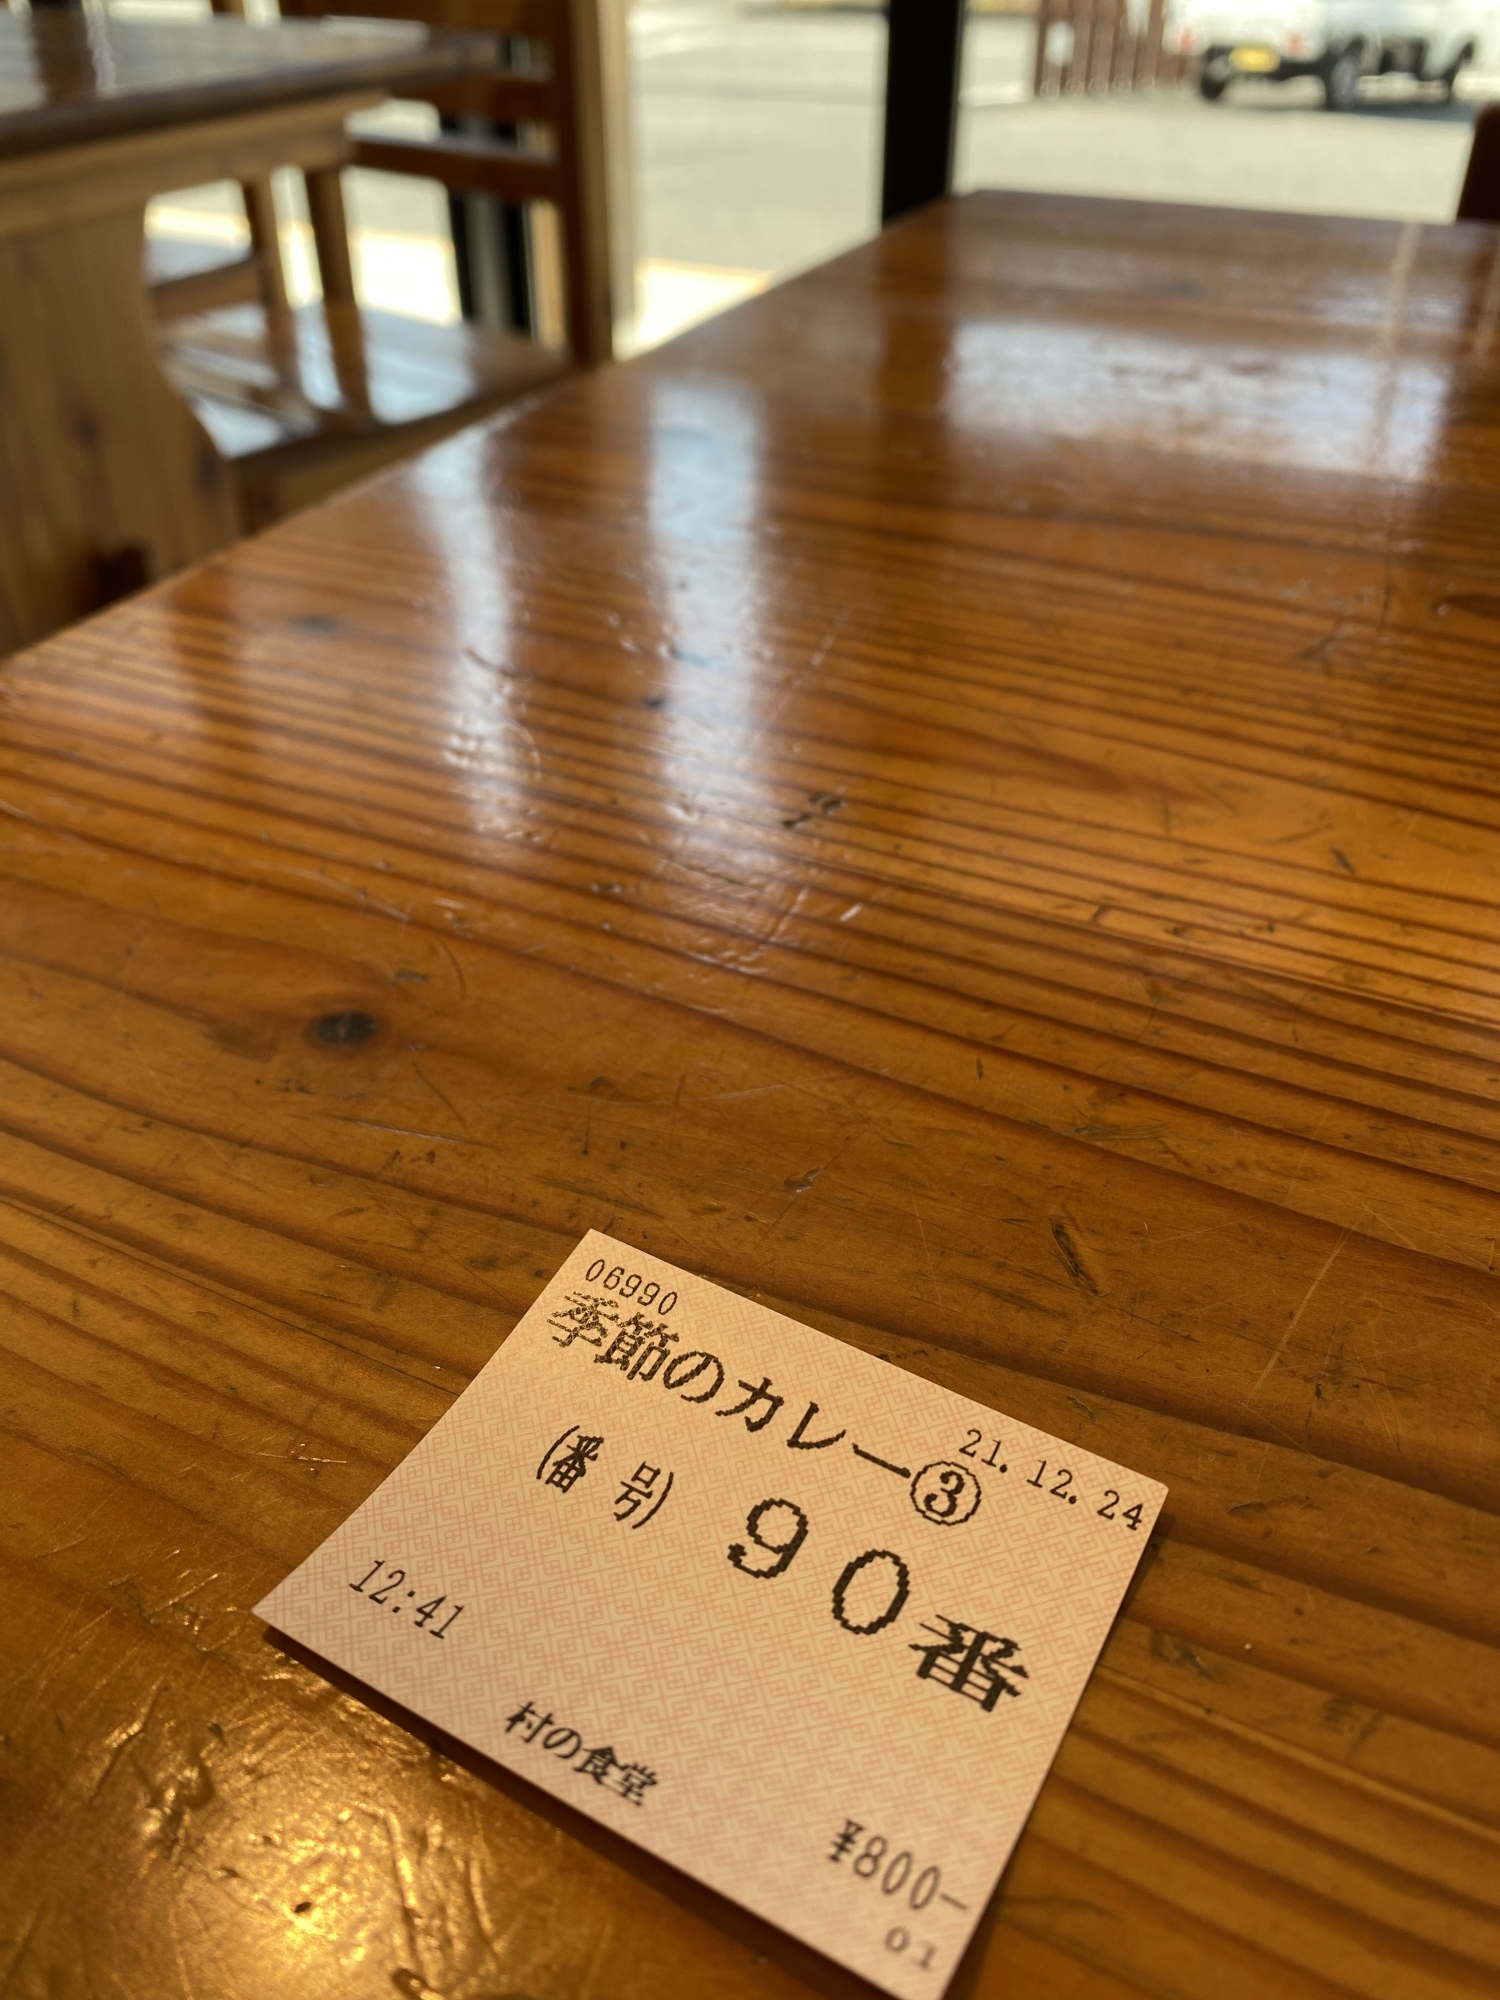 06990
季節のカレー③
21.12.24
(番号) 90番
12:41
村の食堂
¥800-
01